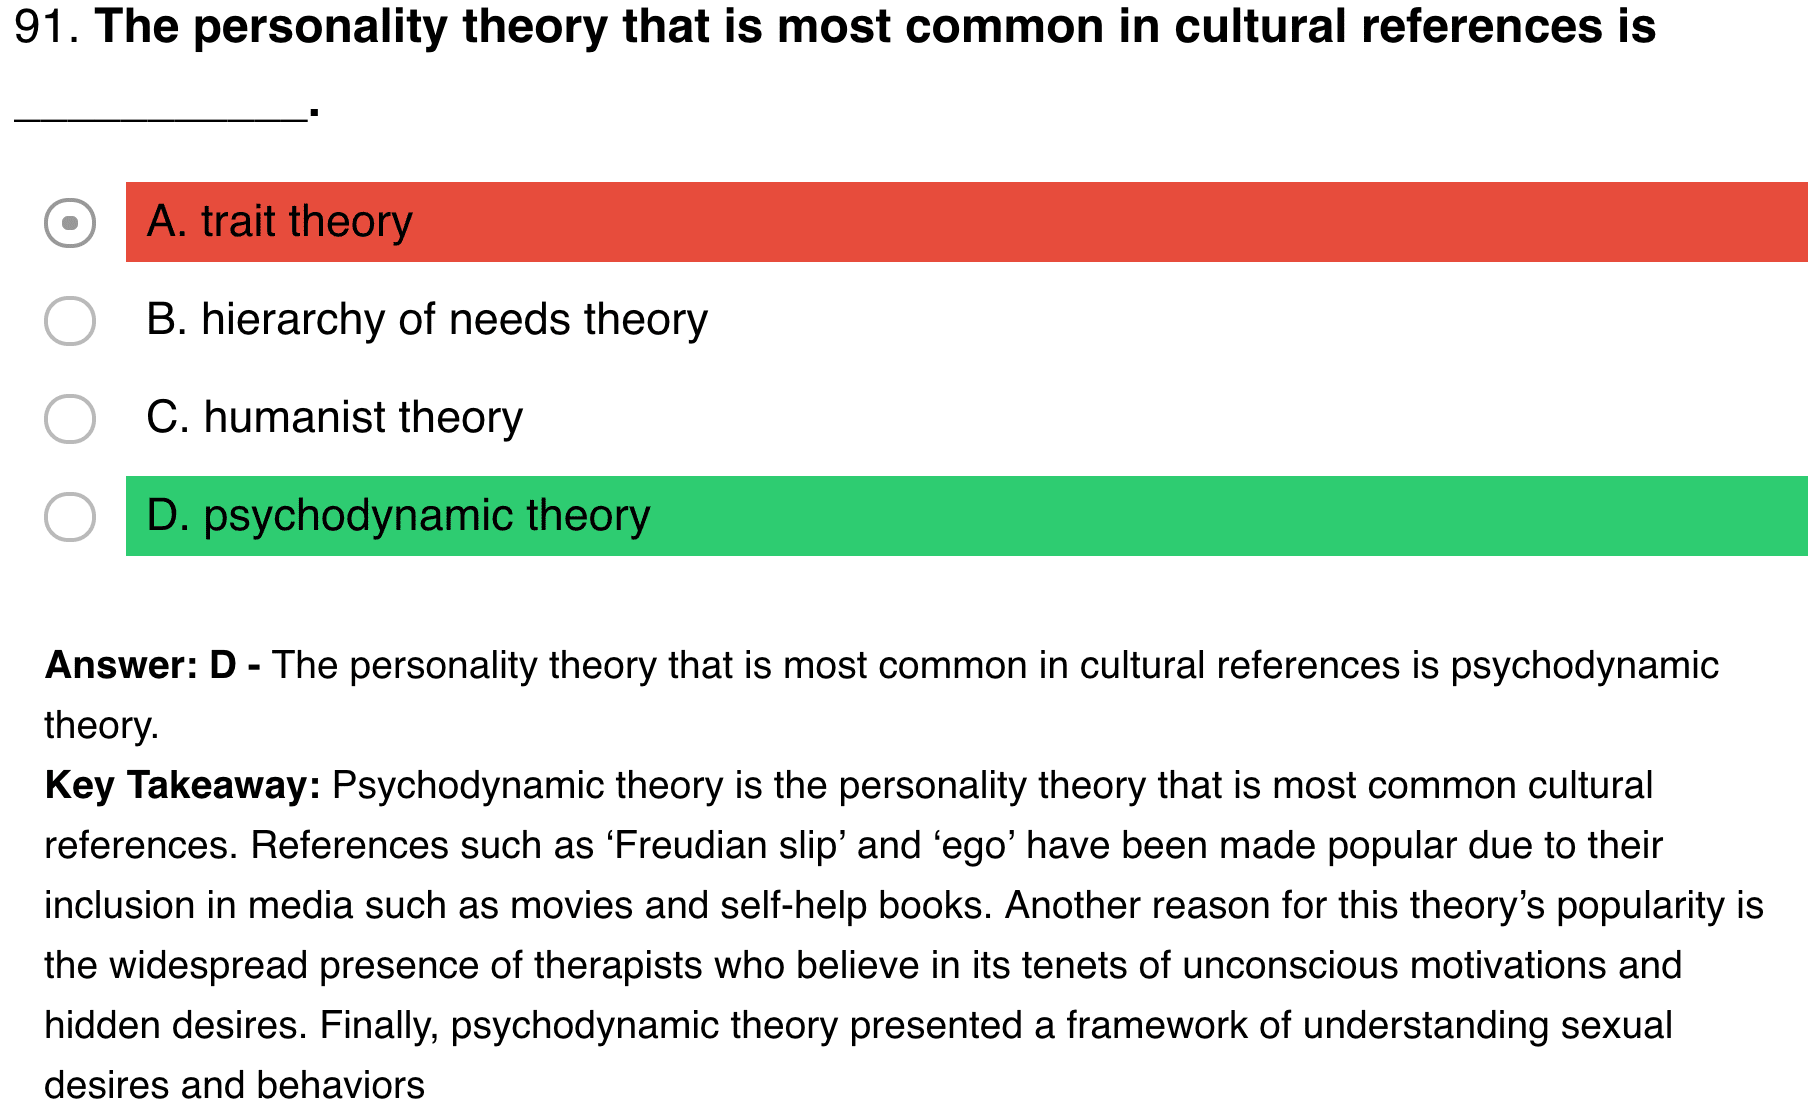 91. The personality theory that is most common in cultural references is
___________.
A. trait theory
B. hierarchy of needs theory
C. humanist theory
D. psychodynamic theory
Answer: D - The personality theory that is most common in cultural references is psychodynamic
theory.
Key Takeaway: Psychodynamic theory is the personality theory that is most common cultural
references. References such as ‘Freudian slip’ and ‘ego’ have been made popular due to their
inclusion in media such as movies and self-help books. Another reason for this theory’s popularity is
the widespread presence of therapists who believe in its tenets of unconscious motivations and
hidden desires. Finally, psychodynamic theory presented a framework of understanding sexual
desires and behaviors